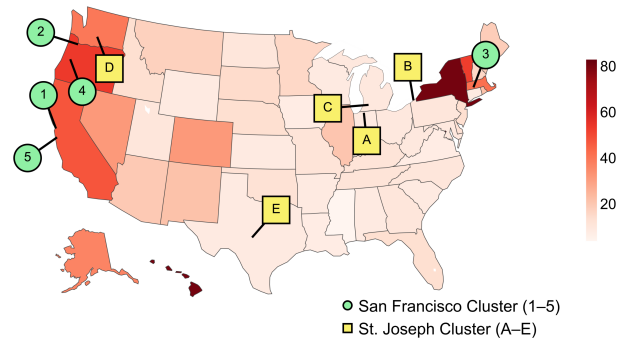 2
3
80
B
D
1
4
C
60
A
5
40
E
20
San Francisco Cluster (1–5)
St. Joseph Cluster (A–E)